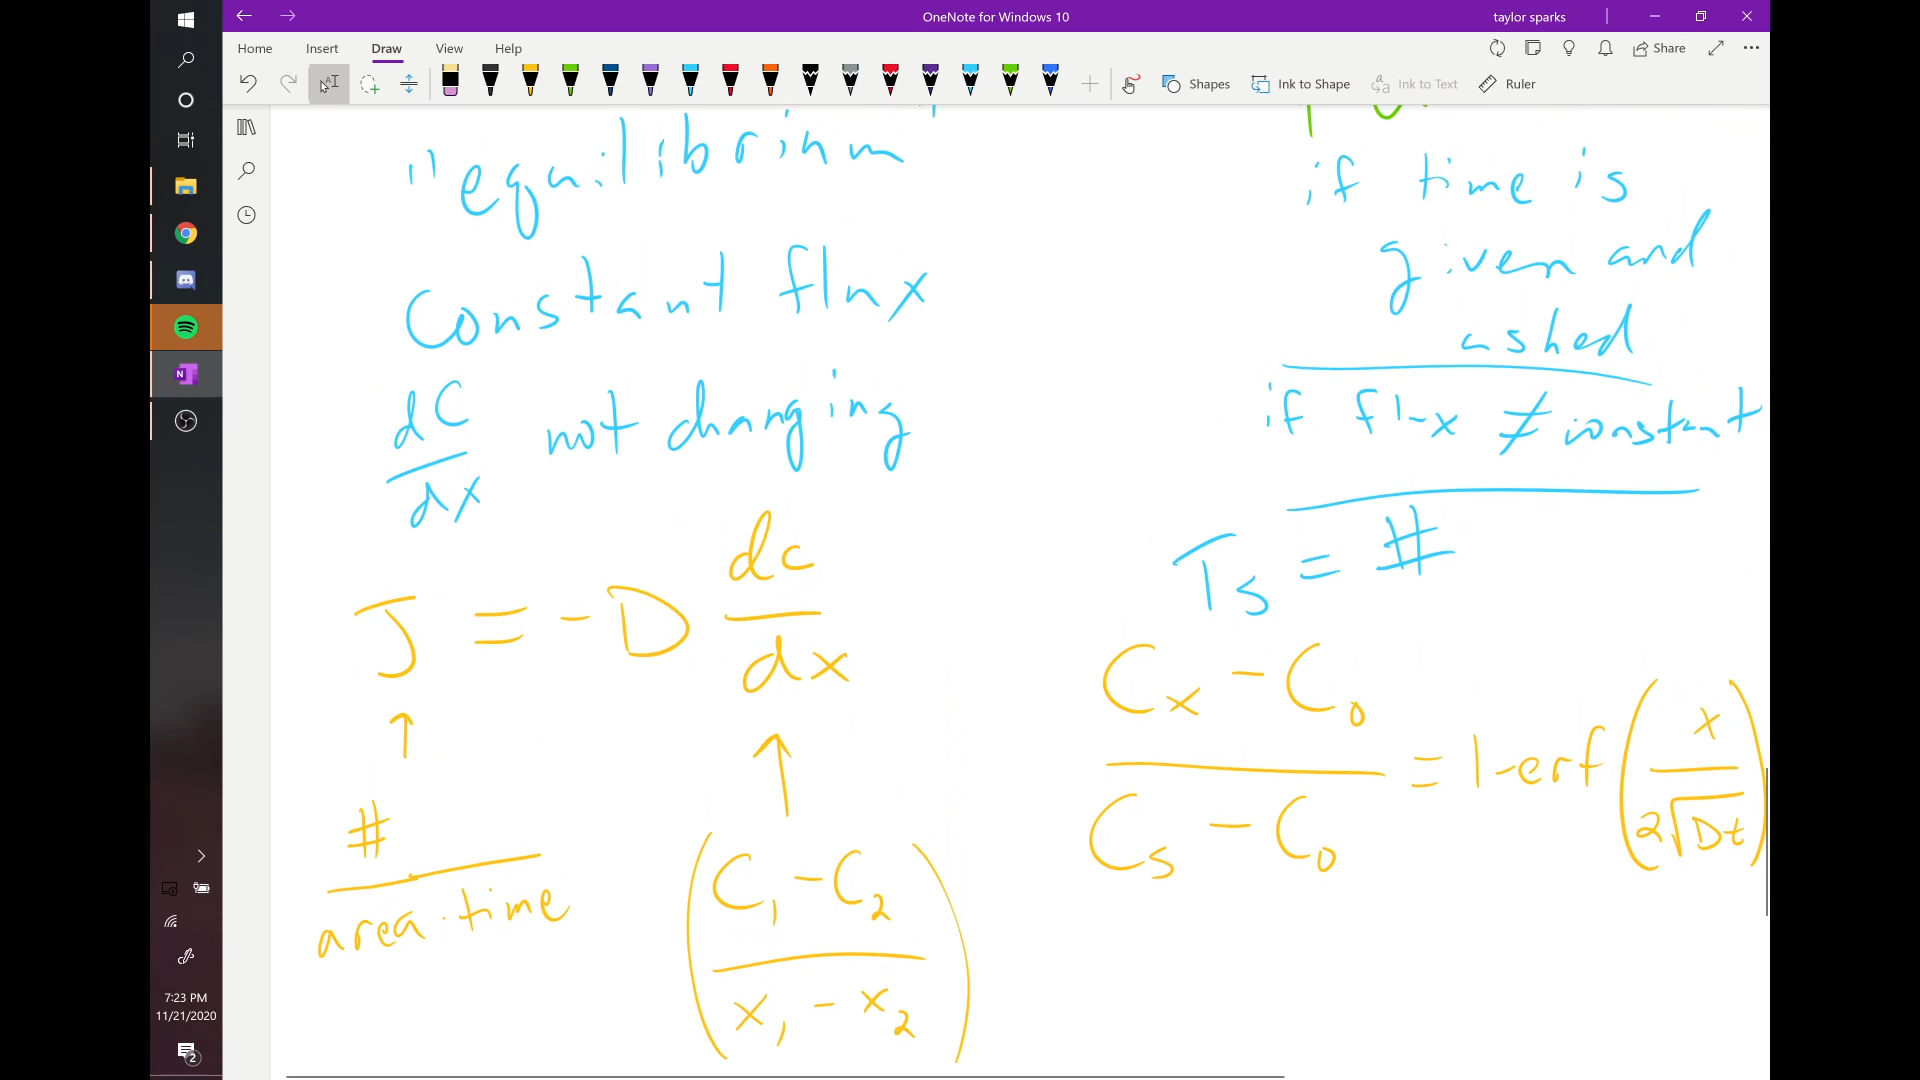 OneNote for Windows 10
taylor sparks
Home Insert Draw View Help
Share
Shapes Ink to Shape Ink to Text Ruler
"equilibrium"
constant flux
dC
dx
not changing
J = -D dc
dx
#
area·time
(C1 - C2
x1 - x2)
if time is
given and
asked
if flux ≠ constant
Ts = #
Cx - C0
Cs - C0
= 1-erf (x
2√Dt)
7:23 PM
11/21/2020
2